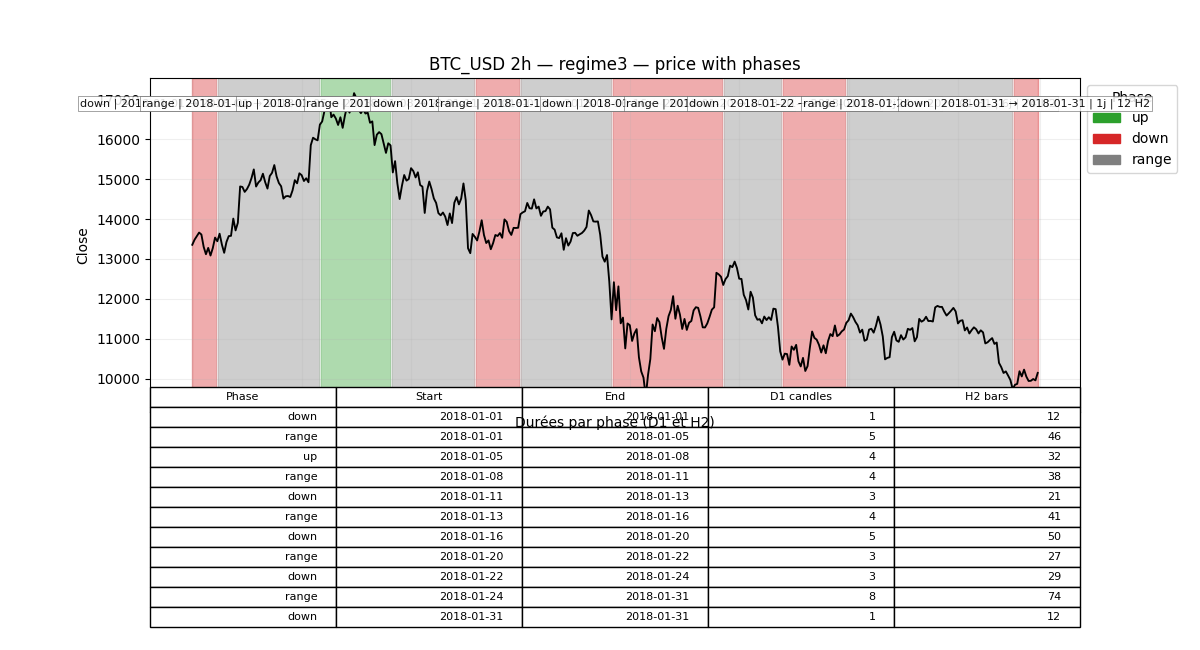 BTC_USD 2h — regime3 — price with phases
down | 201
range | 2018-01-
up | 2018-0
range | 201
down | 2018
range | 2018-01-1
down | 2018-0
range | 201
down | 2018-01-22 →
range | 2018-01-
down | 2018-01-31 → 2018-01-31 | 1j | 12 H2
Phase
up
down
range
Close
17000
16000
15000
14000
13000
12000
11000
10000
Phase Start End D1 candles H2 bars
down 2018-01-01 2018-01-01 1 12
Durées par phase (D1 et H2)
range 2018-01-01 2018-01-05 5 46
up 2018-01-05 2018-01-08 4 32
range 2018-01-08 2018-01-11 4 38
down 2018-01-11 2018-01-13 3 21
range 2018-01-13 2018-01-16 4 41
down 2018-01-16 2018-01-20 5 50
range 2018-01-20 2018-01-22 3 27
down 2018-01-22 2018-01-24 3 29
range 2018-01-24 2018-01-31 8 74
down 2018-01-31 2018-01-31 1 12